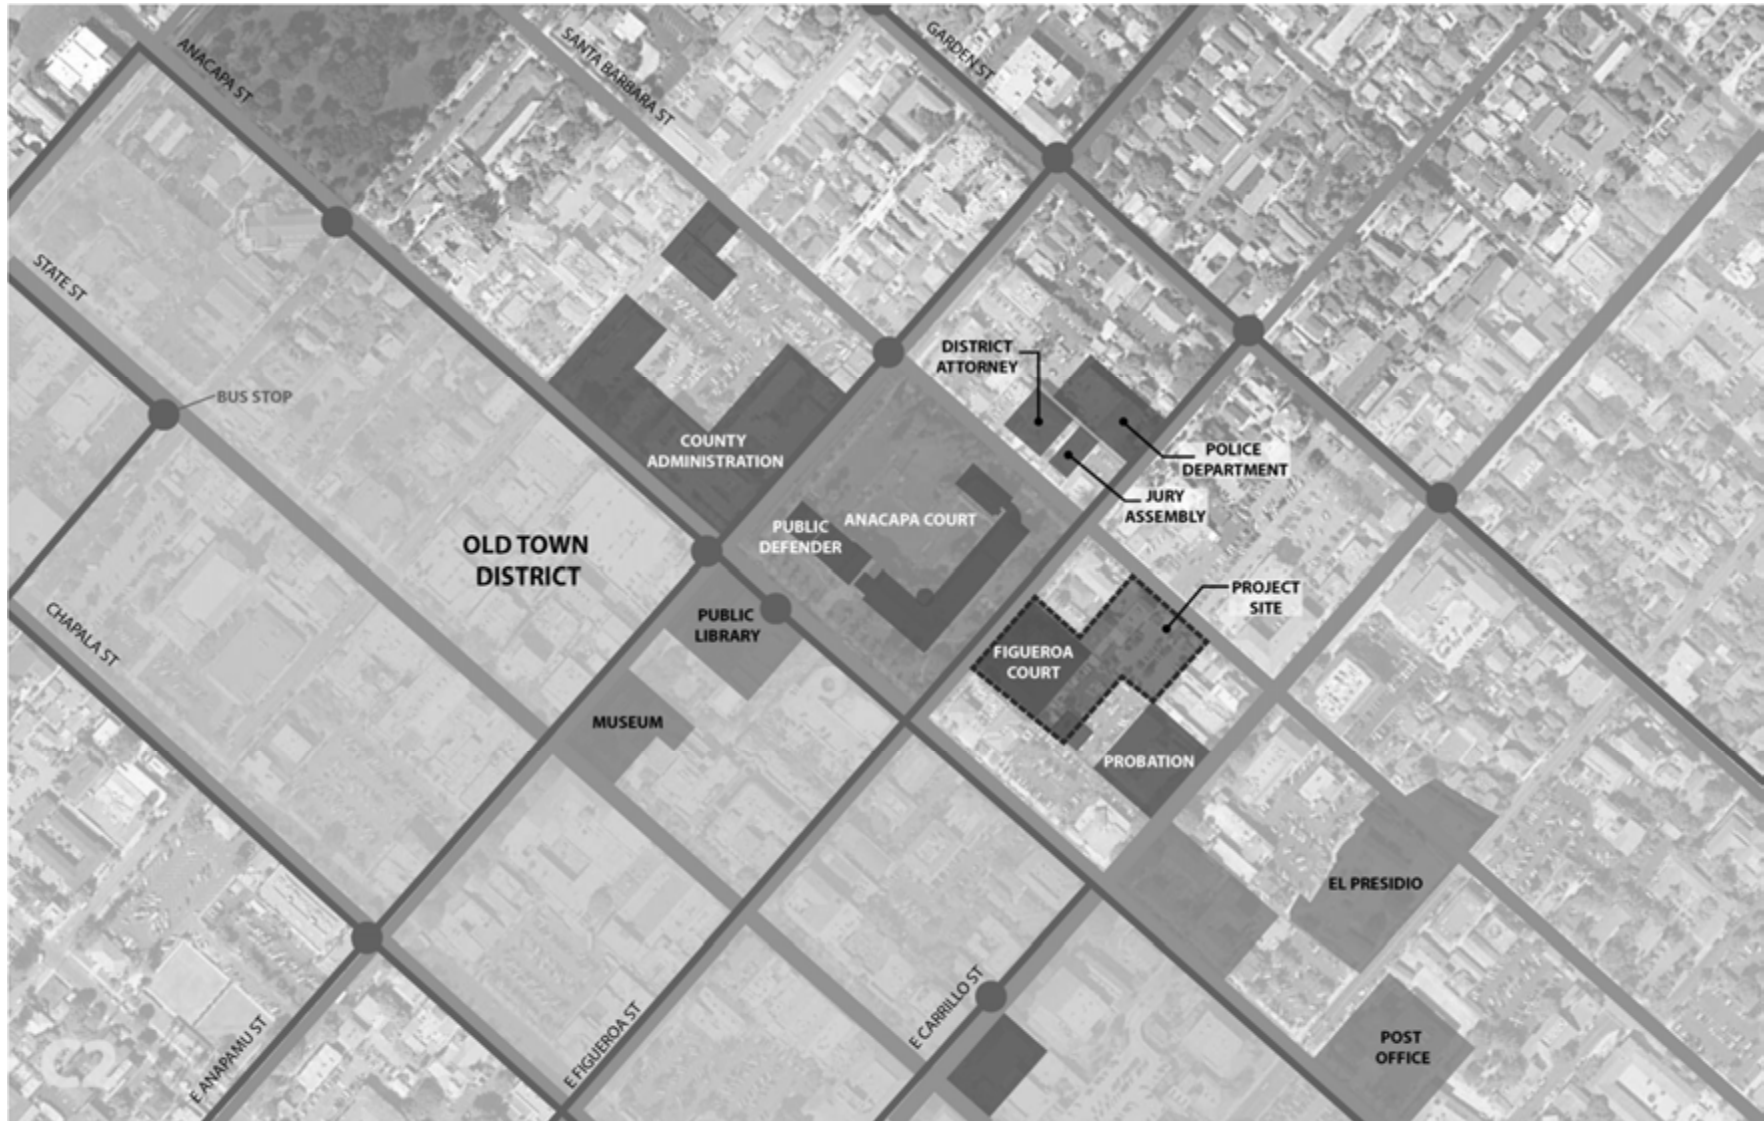 ANACAPA ST
SANTA BARBARA ST
GARDEN ST
STATE ST
BUS STOP
DISTRICT
ATTORNEY
COUNTY
ADMINISTRATION
POLICE
DEPARTMENT
JURY
ASSEMBLY
ANACAPA COURT
PUBLIC
DEFENDER
OLD TOWN
DISTRICT
PROJECT
SITE
PUBLIC
LIBRARY
CHAPALA ST
FIGUEROA
COURT
MUSEUM
PROBATION
EL PRESIDIO
E ANAPAMU ST
E FIGUEROA ST
E CARRILLO ST
POST
OFFICE
C2